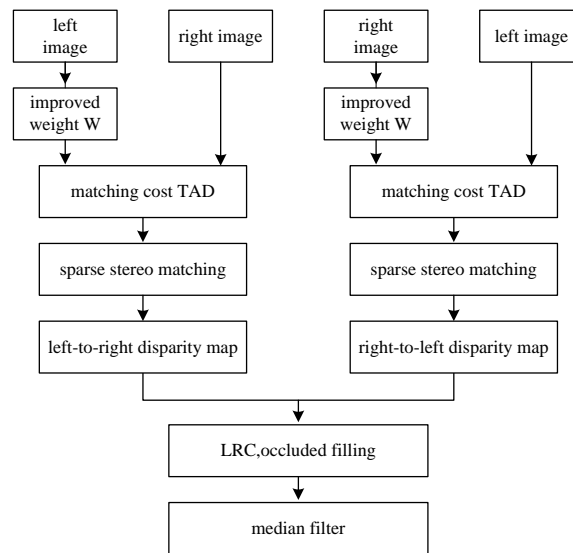 left
image
right image
right
image
left image
improved
weight W
improved
weight W
matching cost TAD
matching cost TAD
sparse stereo matching
sparse stereo matching
left-to-right disparity map
right-to-left disparity map
LRC,occluded filling
median filter